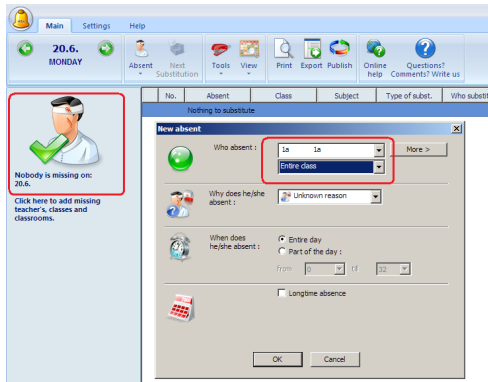 Main Settings Help
20.6.
MONDAY
Absent Next Substitution Tools View Print Export Publish Online help Questions? Comments? Write us
No. Absent Class Subject Type of subst. Who substit
Nothing to substitute
Nobody is missing on:
20.6.
Click here to add missing
teacher's, classes and
classrooms.
New absent
Who absent : 1a 1a More >
Entire class
Why does he/she
absent : Unknown reason
When does
he/she absent : Entire day
Part of the day :
from 0 til 32
Longtime absence
OK Cancel